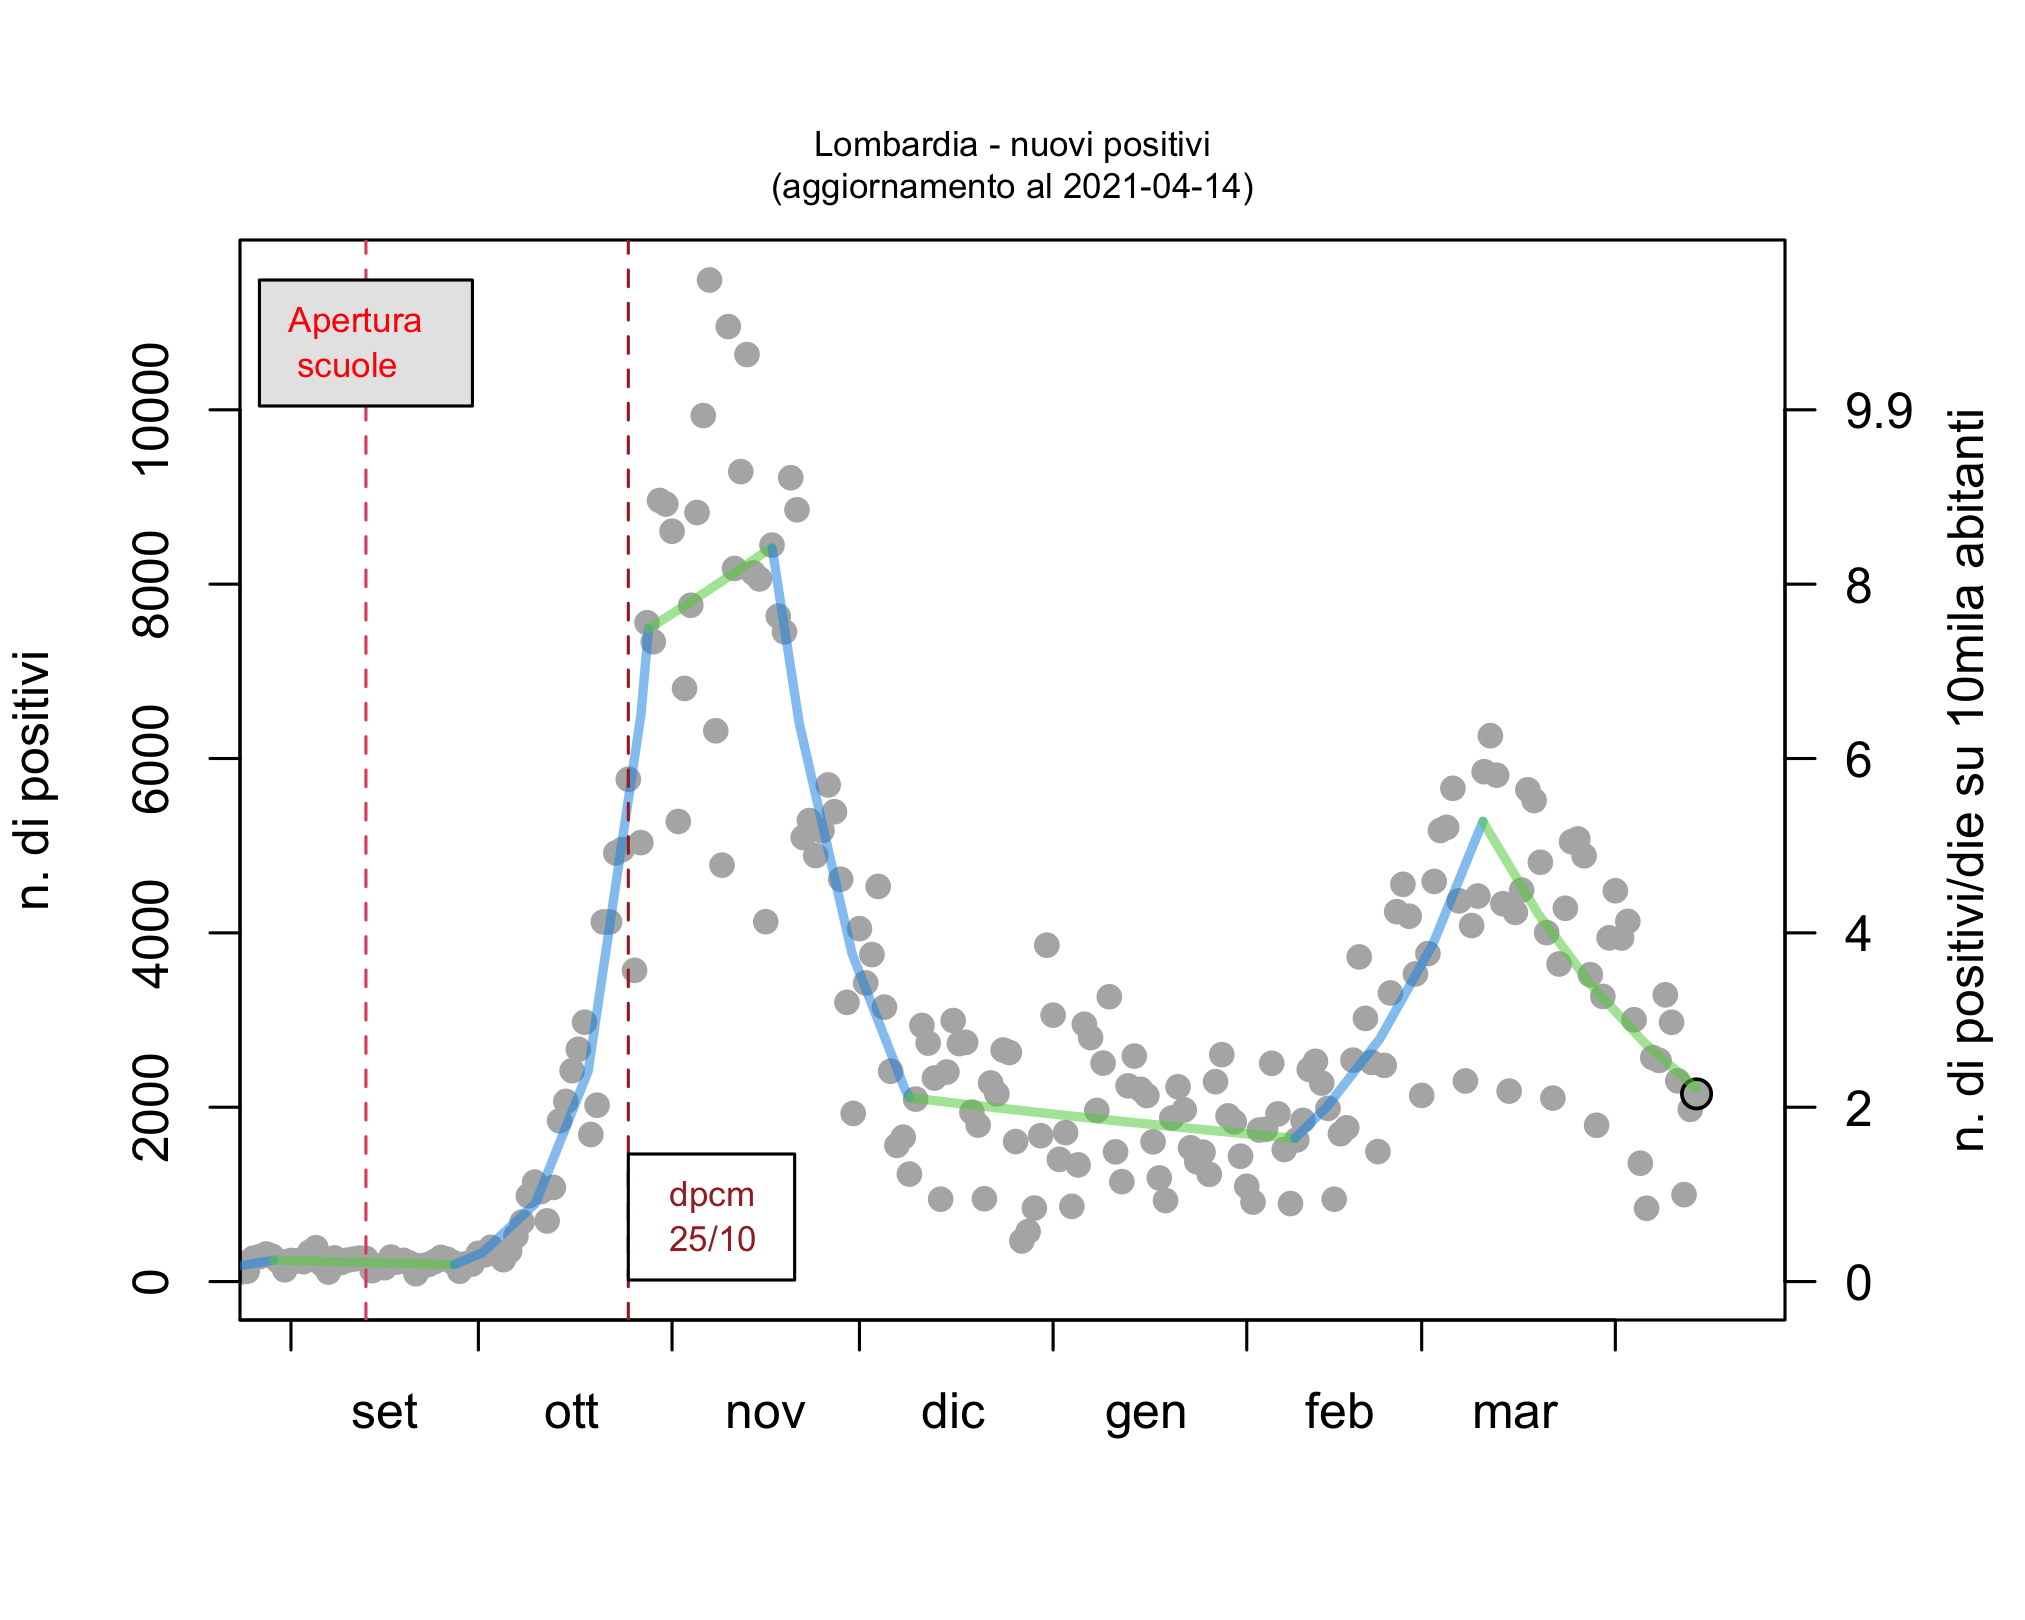 Lombardia - nuovi positivi
(aggiornamento al 2021-04-14)
Apertura
scuole
dpcm
25/10
n. di positivi
0
2000
4000
6000
8000
10000
0
2
4
6
8
9.9
n. di positivi/die su 10mila abitanti
set ott nov dic gen feb mar